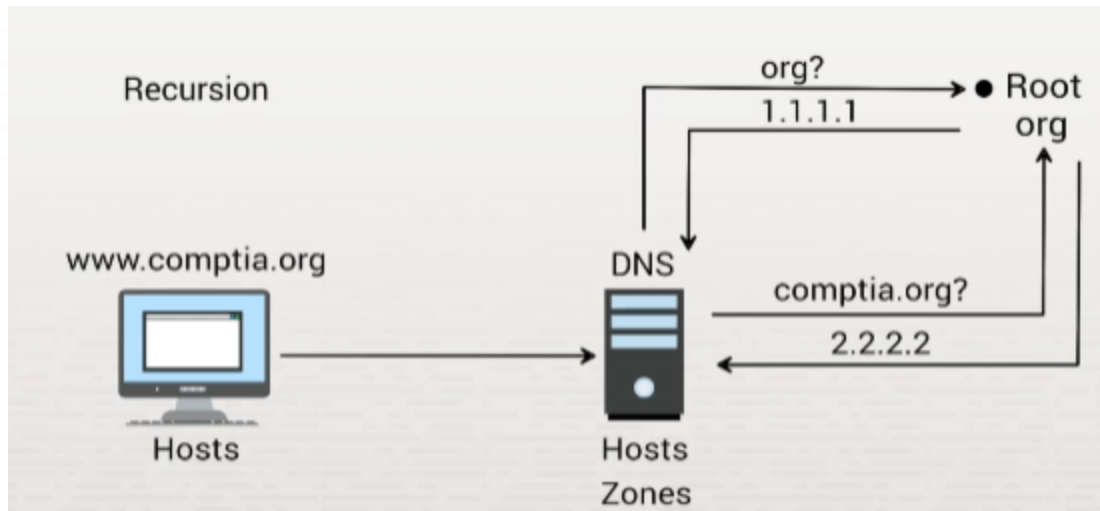 Recursion
org?
1.1.1.1
Root
org
www.comptia.org
DNS
comptia.org?
2.2.2.2
Hosts
Hosts
Zones